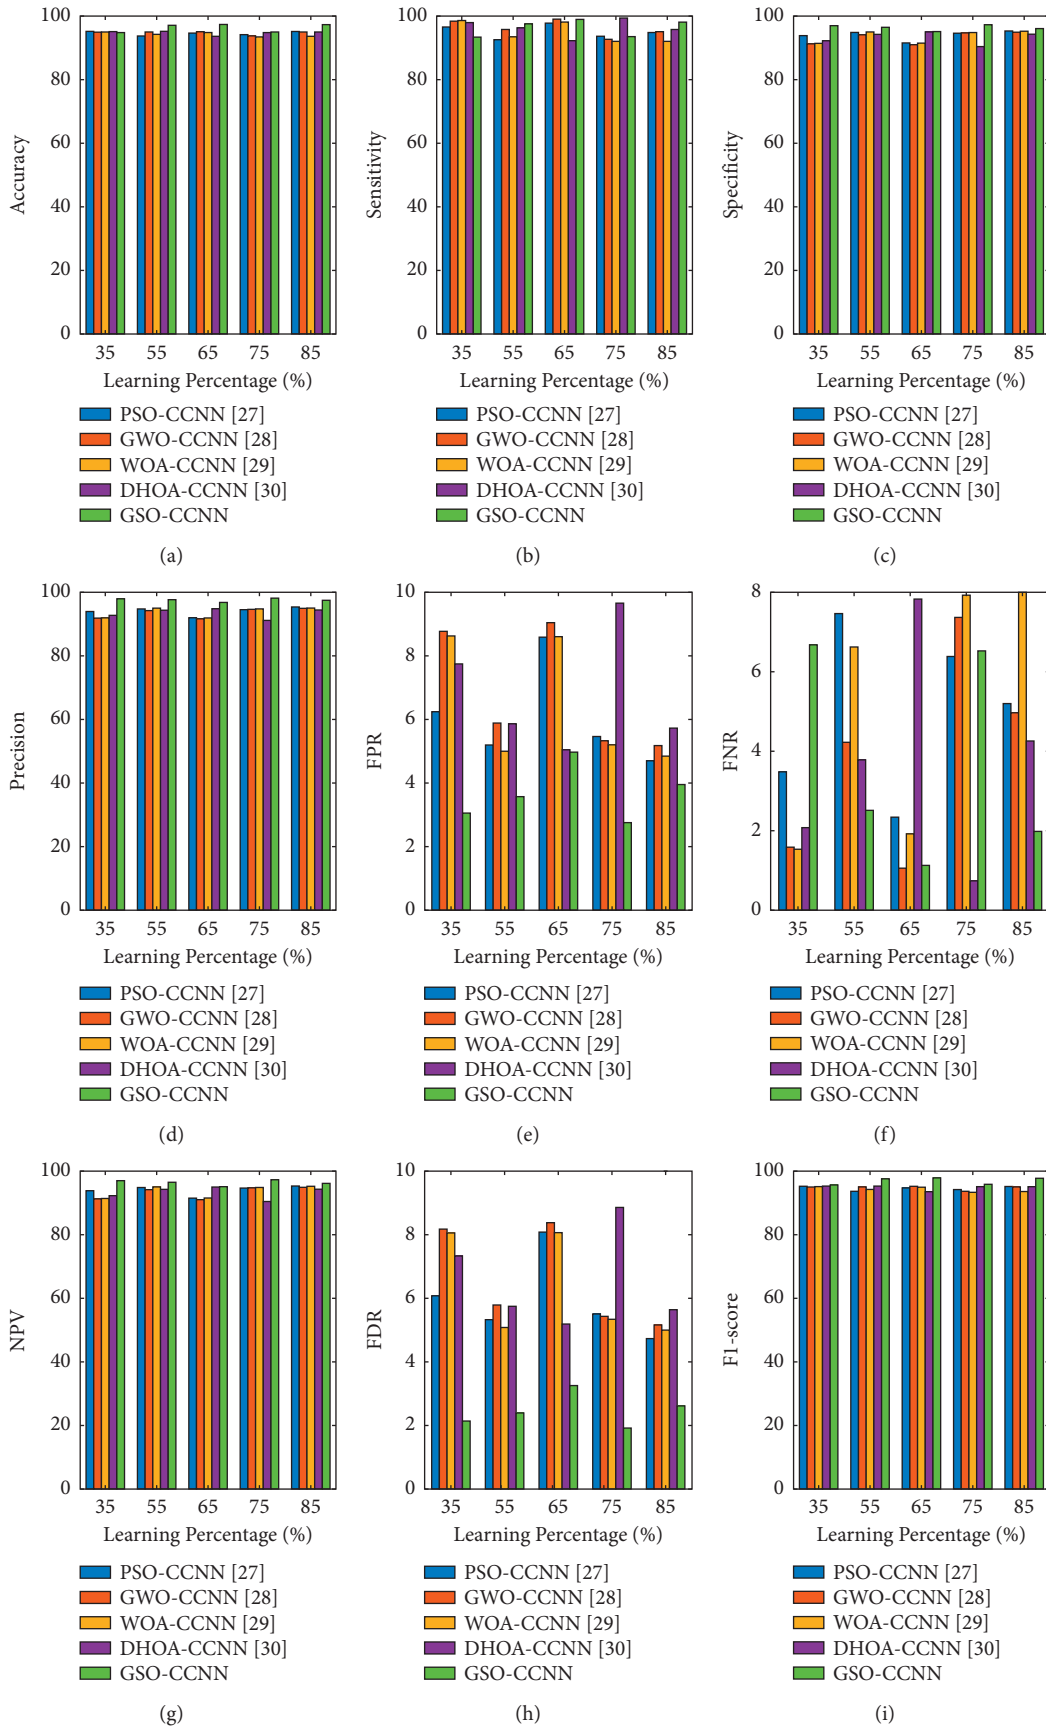 100
80
60
40
20
0
Accuracy
35 55 65 75 85
Learning Percentage (%)
PSO-CCNN [27]
GWO-CCNN [28]
WOA-CCNN [29]
DHOA-CCNN [30]
GSO-CCNN
(a)
100
80
60
40
20
0
Sensitivity
35 55 65 75 85
Learning Percentage (%)
PSO-CCNN [27]
GWO-CCNN [28]
WOA-CCNN [29]
DHOA-CCNN [30]
GSO-CCNN
(b)
100
80
60
40
20
0
Specificity
35 55 65 75 85
Learning Percentage (%)
PSO-CCNN [27]
GWO-CCNN [28]
WOA-CCNN [29]
DHOA-CCNN [30]
GSO-CCNN
(c)
100
80
60
40
20
0
Precision
35 55 65 75 85
Learning Percentage (%)
PSO-CCNN [27]
GWO-CCNN [28]
WOA-CCNN [29]
DHOA-CCNN [30]
GSO-CCNN
(d)
10
8
6
4
2
0
FPR
35 55 65 75 85
Learning Percentage (%)
PSO-CCNN [27]
GWO-CCNN [28]
WOA-CCNN [29]
DHOA-CCNN [30]
GSO-CCNN
(e)
8
6
4
2
0
FNR
35 55 65 75 85
Learning Percentage (%)
PSO-CCNN [27]
GWO-CCNN [28]
WOA-CCNN [29]
DHOA-CCNN [30]
GSO-CCNN
(f)
100
80
60
40
20
0
NPV
35 55 65 75 85
Learning Percentage (%)
PSO-CCNN [27]
GWO-CCNN [28]
WOA-CCNN [29]
DHOA-CCNN [30]
GSO-CCNN
(g)
10
8
6
4
2
0
FDR
35 55 65 75 85
Learning Percentage (%)
PSO-CCNN [27]
GWO-CCNN [28]
WOA-CCNN [29]
DHOA-CCNN [30]
GSO-CCNN
(h)
100
80
60
40
20
0
F1-score
35 55 65 75 85
Learning Percentage (%)
PSO-CCNN [27]
GWO-CCNN [28]
WOA-CCNN [29]
DHOA-CCNN [30]
GSO-CCNN
(i)